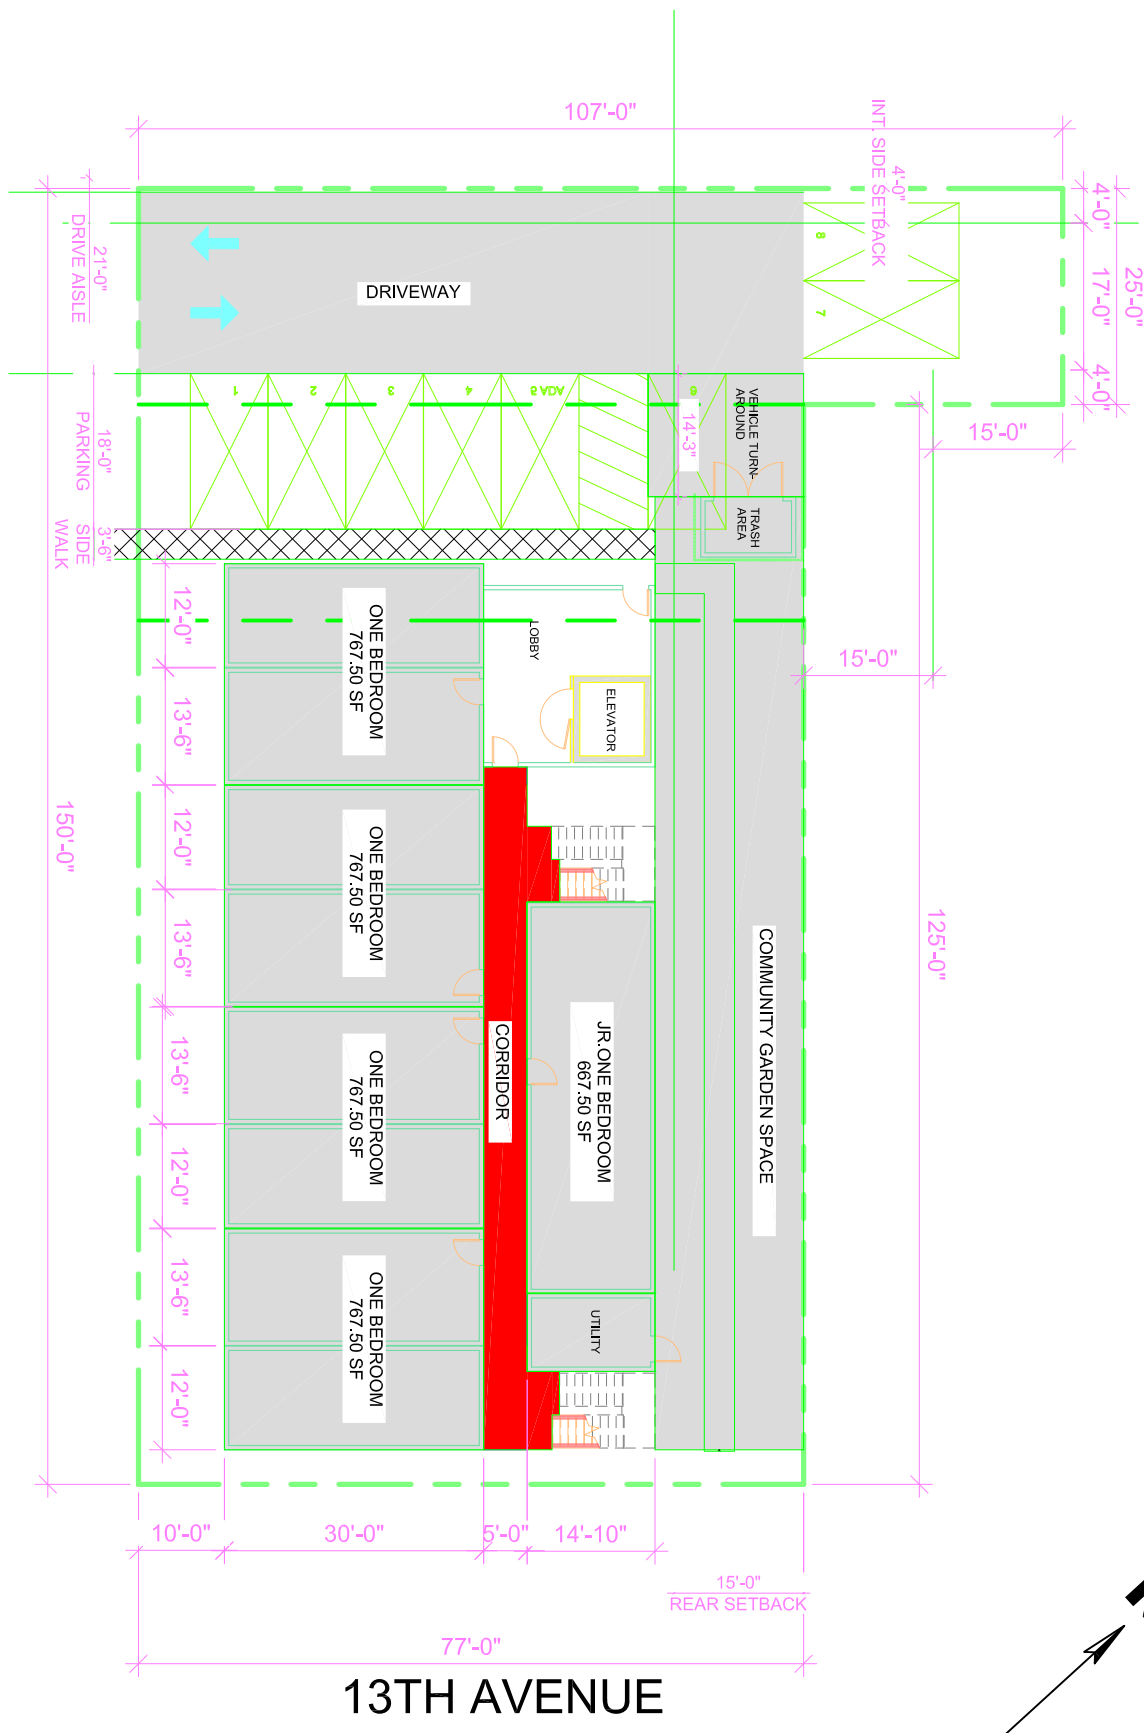 107'-0"
INT. SIDE SETBACK
4'-0"
4'-0"
17'-0"
4'-0"
25'-0"
15'-0"
DRIVEWAY
21'-0"
DRIVE AISLE
8
7
1
2
3
4
ADA 5
6
14'-3"
VEHICLE TURN-
AROUND
TRASH
AREA
18'-0"
PARKING
3'-6"
SIDE
WALK
15'-0"
LOBBY
ELEVATOR
12'-0"
13'-6"
12'-0"
13'-6"
13'-6"
12'-0"
13'-6"
12'-0"
150'-0"
125'-0"
ONE BEDROOM
767.50 SF
ONE BEDROOM
767.50 SF
ONE BEDROOM
767.50 SF
ONE BEDROOM
767.50 SF
CORRIDOR
JR.ONE BEDROOM
667.50 SF
COMMUNITY GARDEN SPACE
UTILITY
10'-0"
30'-0"
5'-0"
14'-10"
15'-0"
REAR SETBACK
77'-0"
13TH AVENUE